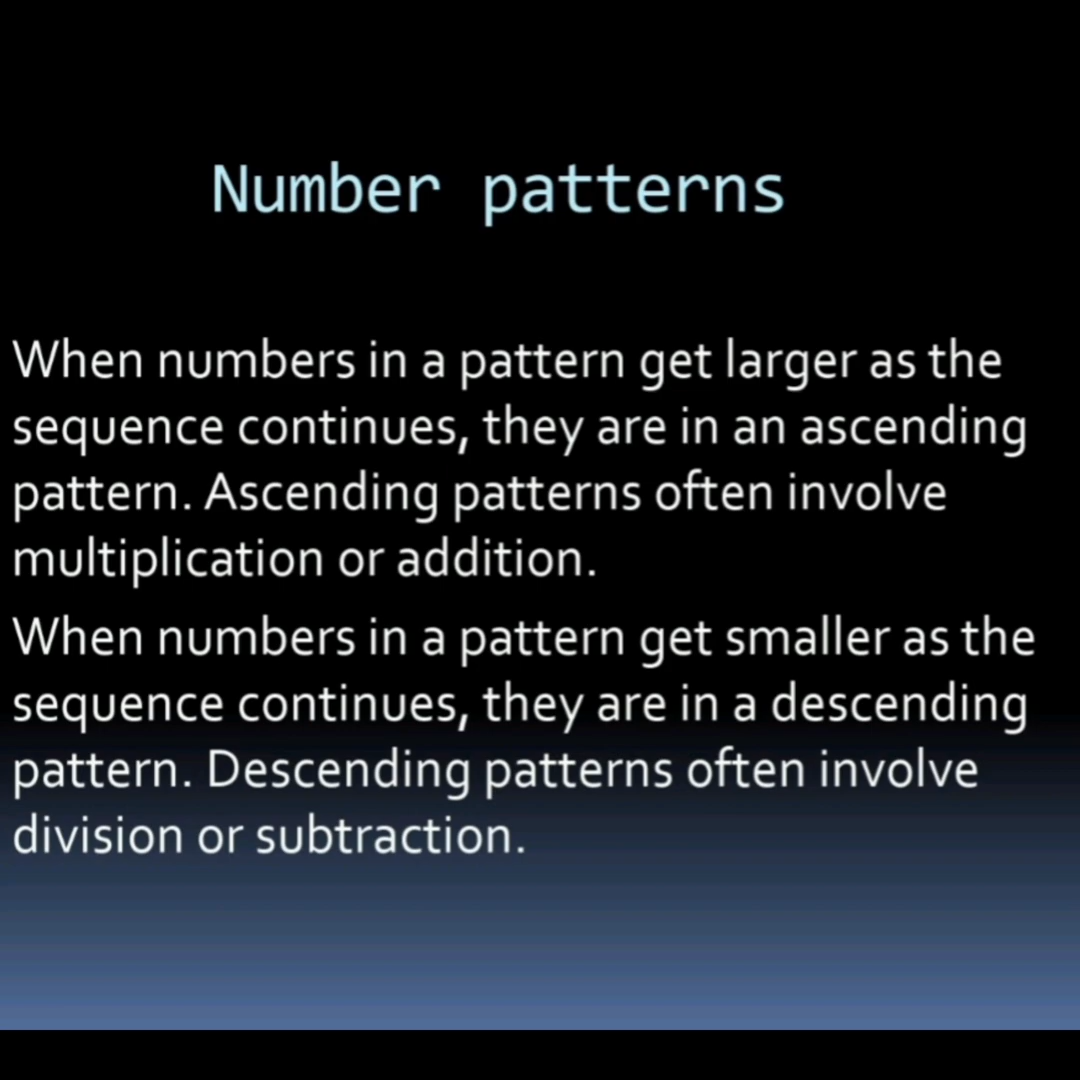 Number patterns
When numbers in a pattern get larger as the
sequence continues, they are in an ascending
pattern. Ascending patterns often involve
multiplication or addition.
When numbers in a pattern get smaller as the
sequence continues, they are in a descending
pattern. Descending patterns often involve
division or subtraction.